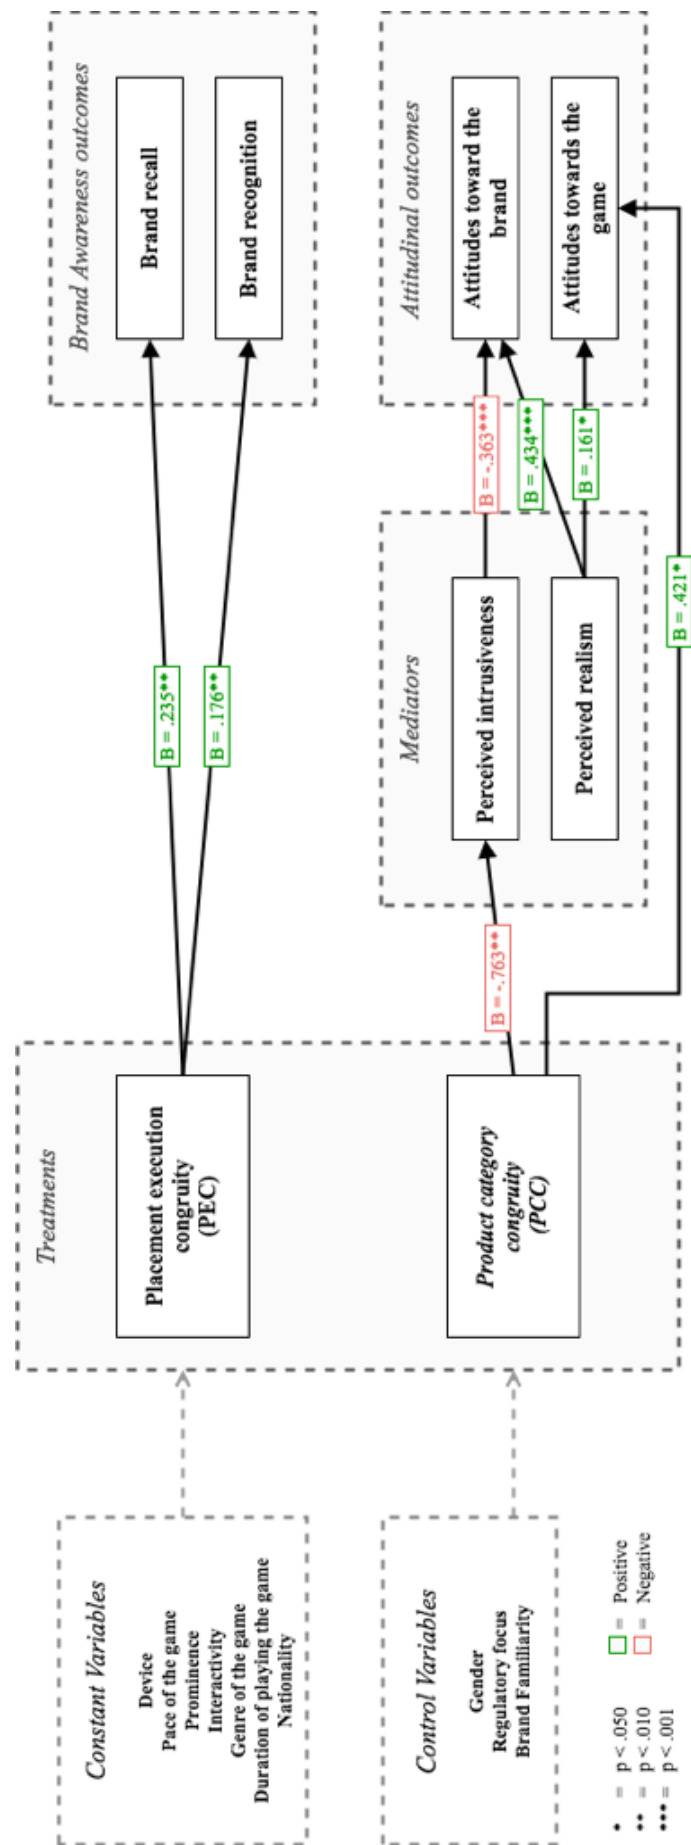 Constant Variables
Device
Pace of the game
Prominence
Interactivity
Genre of the game
Duration of playing the game
Nationality
Control Variables
Gender
Regulatory focus
Brand Familiarity
* = p < .050
** = p < .010
*** = p < .001
= Positive
= Negative
Treatments
Placement execution
congruity
(PEC)
Product category
congruity
(PCC)
B = .235**
B = .176**
B = -.763**
Mediators
Perceived intrusiveness
Perceived realism
B = -.363***
B = .434***
B = .161*
B = .421*
Brand Awareness outcomes
Brand recall
Brand recognition
Attitudinal outcomes
Attitudes toward the
brand
Attitudes towards the
game